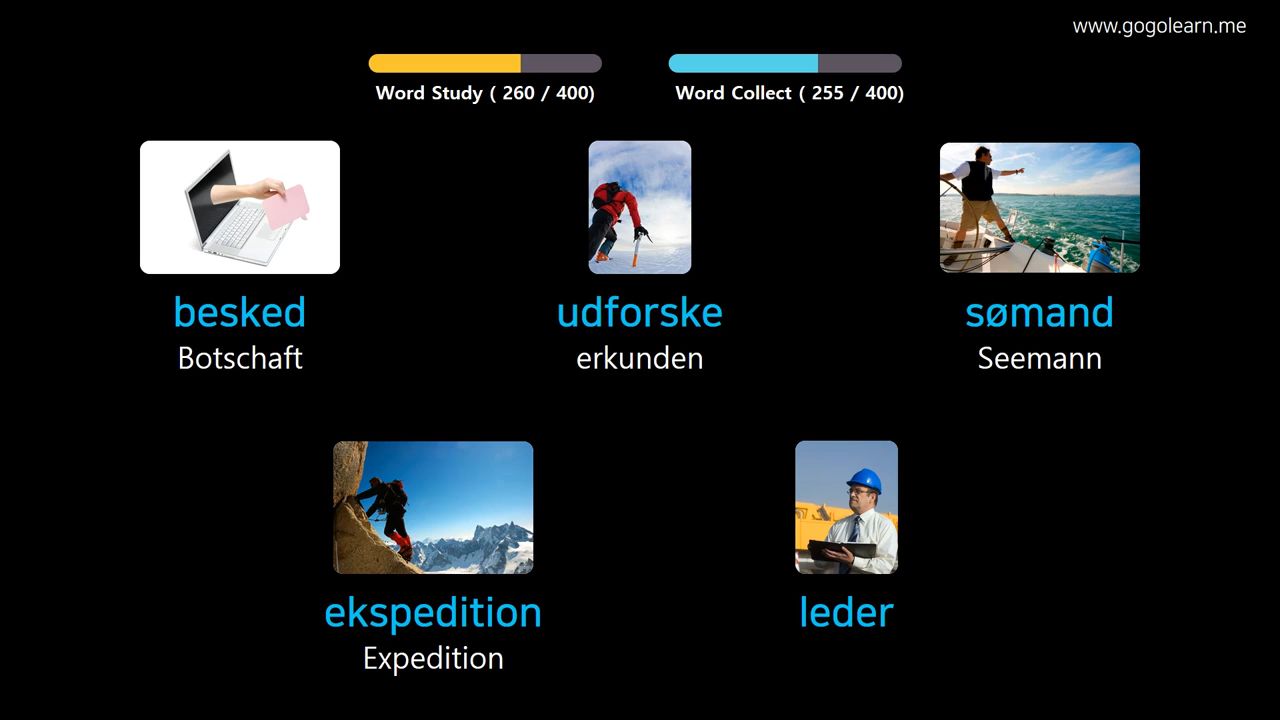 www.gogolearn.me
Word Study ( 260 / 400)
Word Collect ( 255 / 400)
besked
Botschaft
udforske
erkunden
sømand
Seemann
ekspedition
Expedition
leder